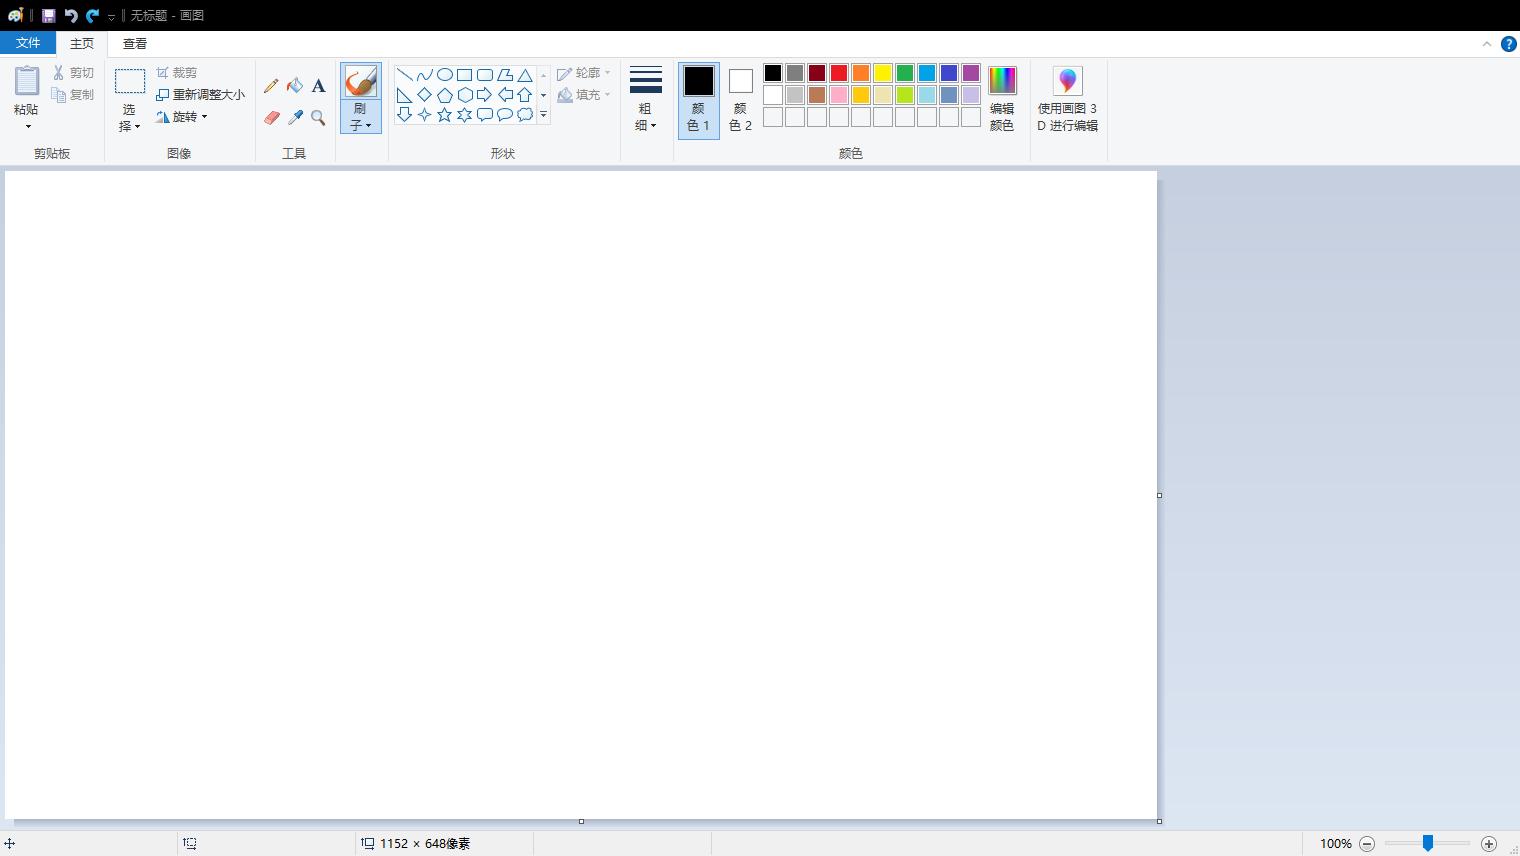 无标题 - 画图
文件 主页 查看
粘贴
剪切
复制
剪贴板
选
择
裁剪
重新调整大小
旋转
图像
A
工具
刷
子
形状
轮廓
填充
粗
细
颜
色 1
颜
色 2
颜色
编辑
颜色
使用画图 3
D 进行编辑
?
1152 × 648像素
100%